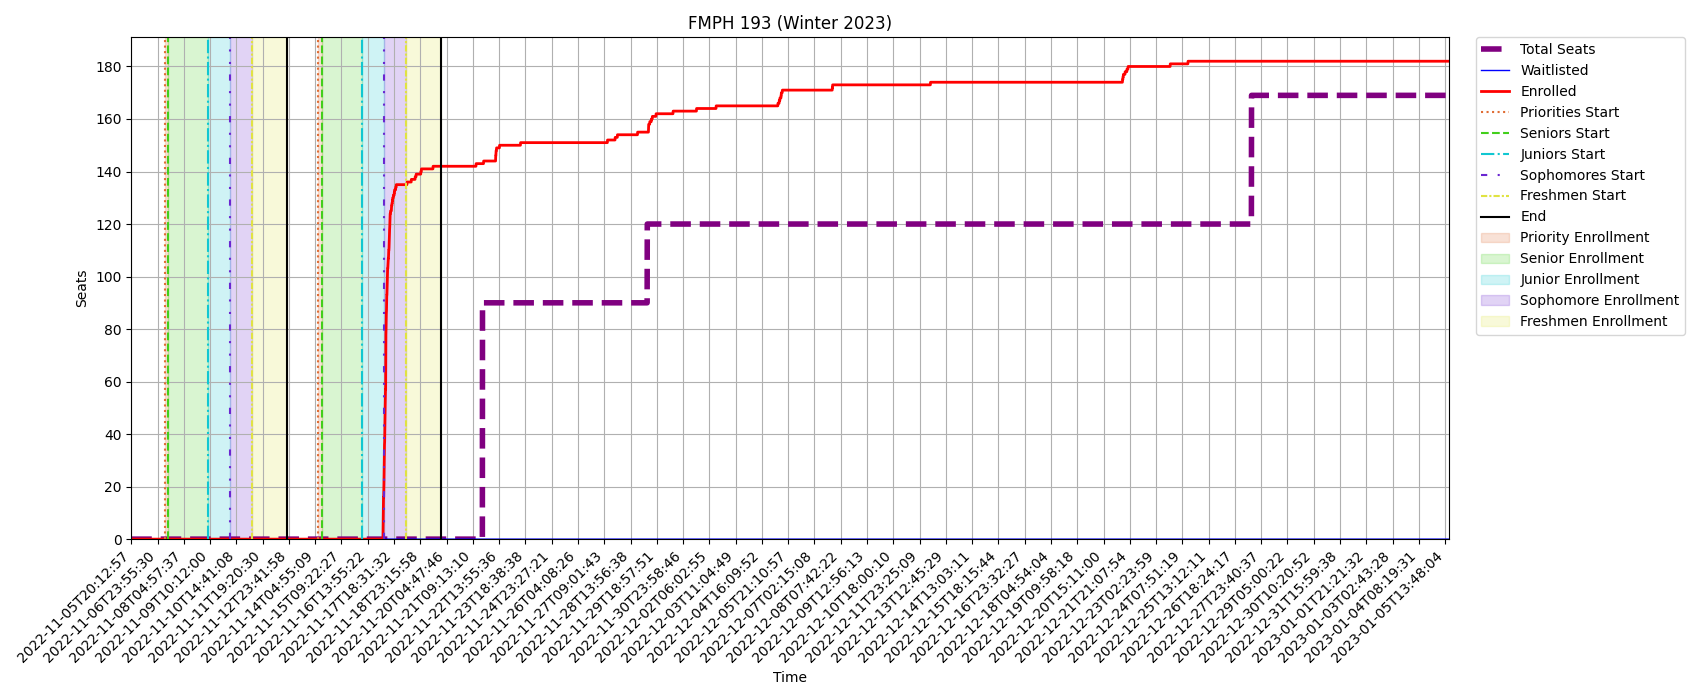 FMPH 193 (Winter 2023)
Seats
180
160
140
120
100
80
60
40
20
0
2022-11-05T20:12:57
2022-11-06T23:55:30
2022-11-08T04:57:37
2022-11-09T10:12:00
2022-11-10T14:41:08
2022-11-11T19:20:30
2022-11-12T23:41:58
2022-11-14T04:55:09
2022-11-15T09:22:27
2022-11-16T13:55:22
2022-11-17T18:31:32
2022-11-18T23:15:58
2022-11-20T04:47:46
2022-11-21T09:13:10
2022-11-22T13:55:36
2022-11-23T18:38:38
2022-11-24T23:27:21
2022-11-26T04:08:26
2022-11-27T09:01:43
2022-11-28T13:56:38
2022-11-29T18:57:51
2022-11-30T23:58:46
2022-12-02T06:02:55
2022-12-03T11:04:49
2022-12-04T16:09:52
2022-12-05T21:10:57
2022-12-07T02:15:08
2022-12-08T07:42:22
2022-12-09T12:56:13
2022-12-10T18:00:10
2022-12-11T23:25:09
2022-12-13T12:45:29
2022-12-14T13:03:11
2022-12-15T18:15:44
2022-12-16T23:32:27
2022-12-18T04:54:04
2022-12-19T09:58:18
2022-12-20T15:11:00
2022-12-21T21:07:54
2022-12-23T02:23:59
2022-12-24T07:51:19
2022-12-25T13:12:11
2022-12-26T18:24:17
2022-12-27T23:40:37
2022-12-29T05:00:22
2022-12-30T10:20:52
2022-12-31T15:59:38
2023-01-01T21:21:32
2023-01-03T02:43:28
2023-01-04T08:19:31
2023-01-05T13:48:04
Time
Total Seats
Waitlisted
Enrolled
Priorities Start
Seniors Start
Juniors Start
Sophomores Start
Freshmen Start
End
Priority Enrollment
Senior Enrollment
Junior Enrollment
Sophomore Enrollment
Freshmen Enrollment